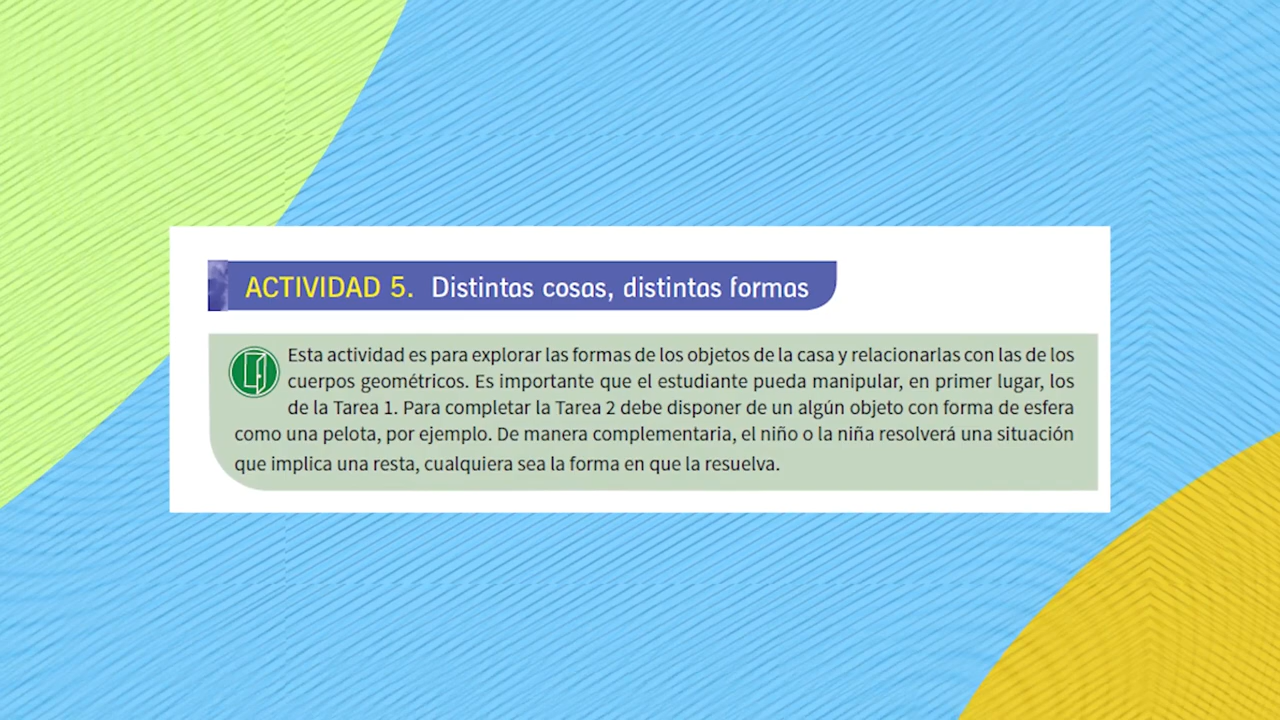 ACTIVIDAD 5. Distintas cosas, distintas formas
Esta actividad es para explorar las formas de los objetos de la casa y relacionarlas con las de los
cuerpos geométricos. Es importante que el estudiante pueda manipular, en primer lugar, los
de la Tarea 1. Para completar la Tarea 2 debe disponer de un algún objeto con forma de esfera
como una pelota, por ejemplo. De manera complementaria, el niño o la niña resolverá una situación
que implica una resta, cualquiera sea la forma en que la resuelva.